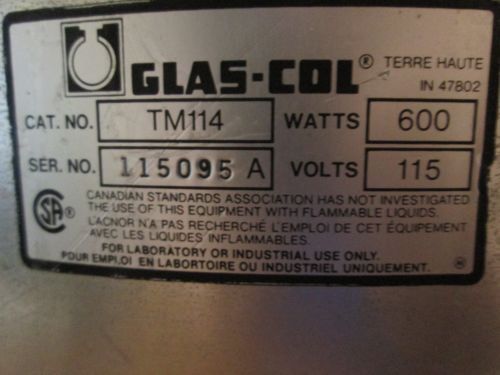 GLAS-COL® TERRE HAUTE
IN 47802
CAT. NO. TM114 WATTS 600
SER. NO. 115095 A VOLTS 115
CANADIAN STANDARDS ASSOCIATION HAS NOT INVESTIGATED
THE USE OF THIS EQUIPMENT WITH FLAMMABLE LIQUIDS.
L'ACNOR N'A PAS RECHERCHÉ L'EMPLOI DE CET ÉQUIPEMENT
AVEC LES LIQUIDES INFLAMMABLES.
FOR LABORATORY OR INDUSTRIAL USE ONLY.
POUR EMPLOI EN LABORTOIRE OU INDUSTRIEL UNIQUEMENT.
SA®